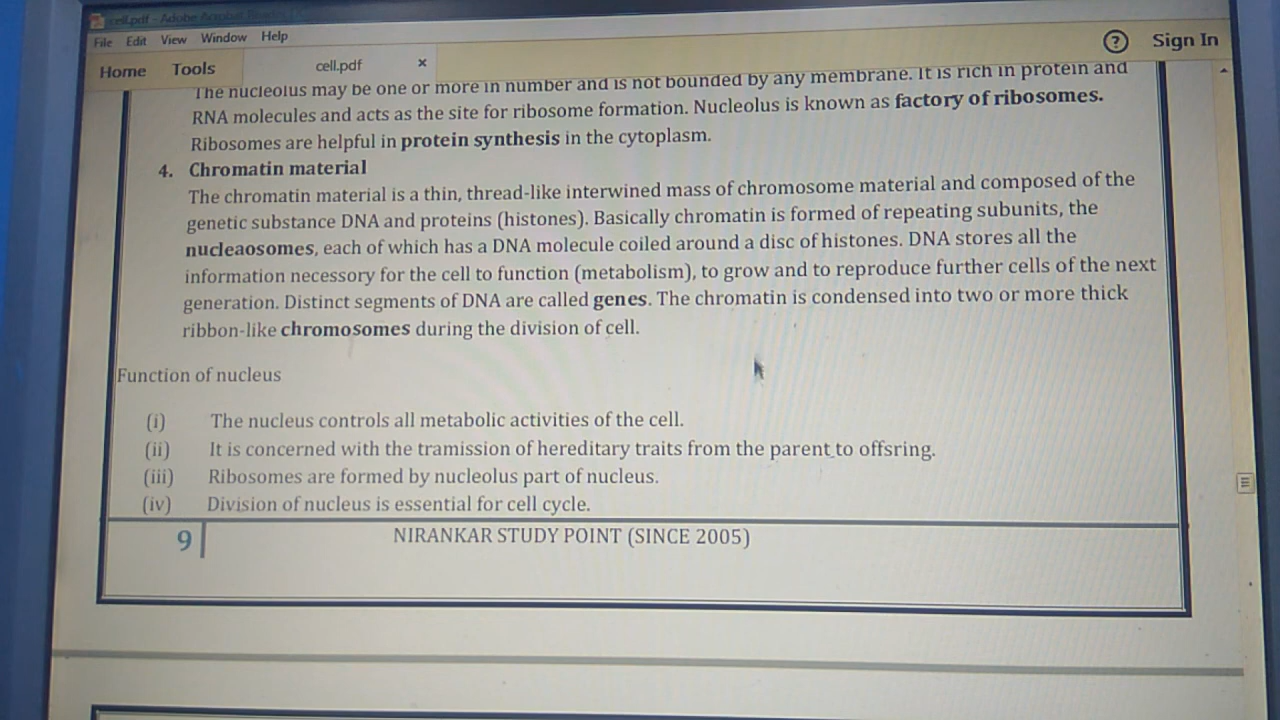 cell.pdf - Adobe Acrobat Reader
File Edit View Window Help
Home Tools cell.pdf × ? Sign In
The nucleolus may be one or more in number and is not bounded by any membrane. It is rich in protein and
RNA molecules and acts as the site for ribosome formation. Nucleolus is known as factory of ribosomes.
Ribosomes are helpful in protein synthesis in the cytoplasm.
4. Chromatin material
The chromatin material is a thin, thread-like interwined mass of chromosome material and composed of the
genetic substance DNA and proteins (histones). Basically chromatin is formed of repeating subunits, the
nucleaosomes, each of which has a DNA molecule coiled around a disc of histones. DNA stores all the
information necessary for the cell to function (metabolism), to grow and to reproduce further cells of the next
generation. Distinct segments of DNA are called genes. The chromatin is condensed into two or more thick
ribbon-like chromosomes during the division of cell.
Function of nucleus
(i) The nucleus controls all metabolic activities of the cell.
(ii) It is concerned with the tramission of hereditary traits from the parent to offsring.
(iii) Ribosomes are formed by nucleolus part of nucleus.
(iv) Division of nucleus is essential for cell cycle.
9 NIRANKAR STUDY POINT (SINCE 2005)